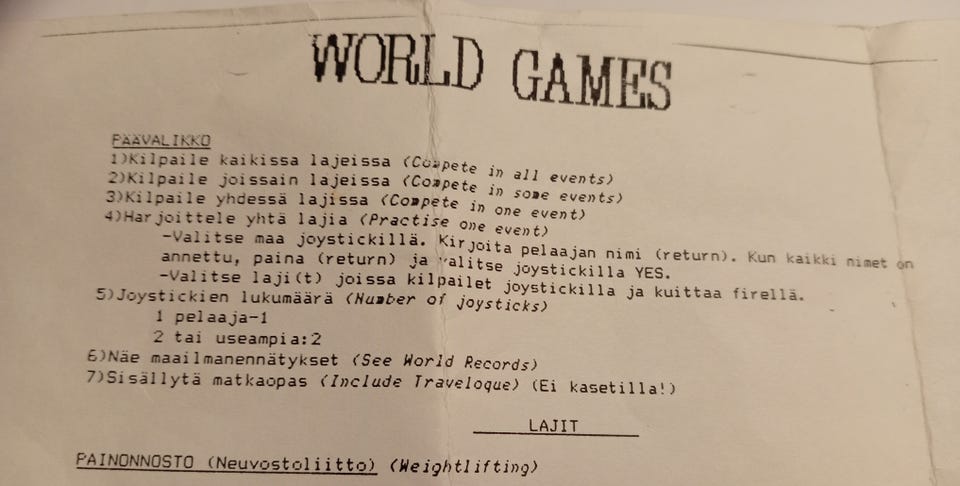 WORLD GAMES
PÄÄVALIKKO
1)Kilpaile kaikissa lajeissa (Compete in all events)
2)Kilpaile joissain lajeissa (Compete in some events)
3)Kilpaile yhdessä lajissa (Compete in one event)
4)Harjoittele yhtä lajia (Practise one event)
-Valitse maa joystickillä. Kirjoita pelaajan nimi (return). Kun kaikki nimet on
annettu, paina (return) ja valitse joystickilla YES.
-Valitse laji(t) joissa kilpailet joystickilla ja kuittaa firellä.
5)Joystickien lukumäärä (Number of joysticks)
1 pelaaja-1
2 tai useampia:2
6)Näe maailmanennätykset (See World Records)
7)Sisällytä matkaopas (Include Traveloque) (Ei kasetilla!)
LAJIT
PAINONNOSTO (Neuvostoliitto) (Weightlifting)